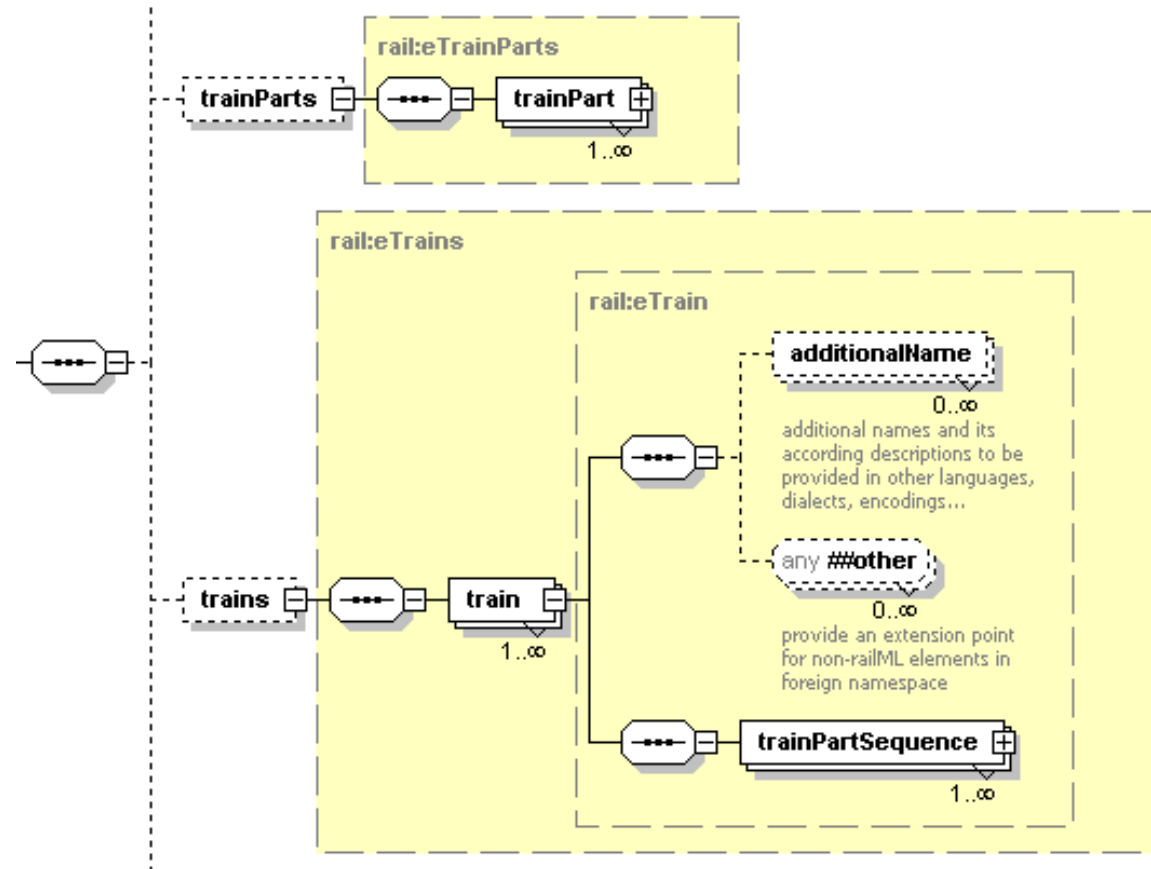 rail:eTrainParts
trainParts
trainPart
1..∞
rail:eTrains
rail:eTrain
additionalName
0..∞
additional names and its
according descriptions to be
provided in other languages,
dialects, encodings...
any ##other
0..∞
provide an extension point
for non-railML elements in
foreign namespace
trains
train
1..∞
trainPartSequence
1..∞